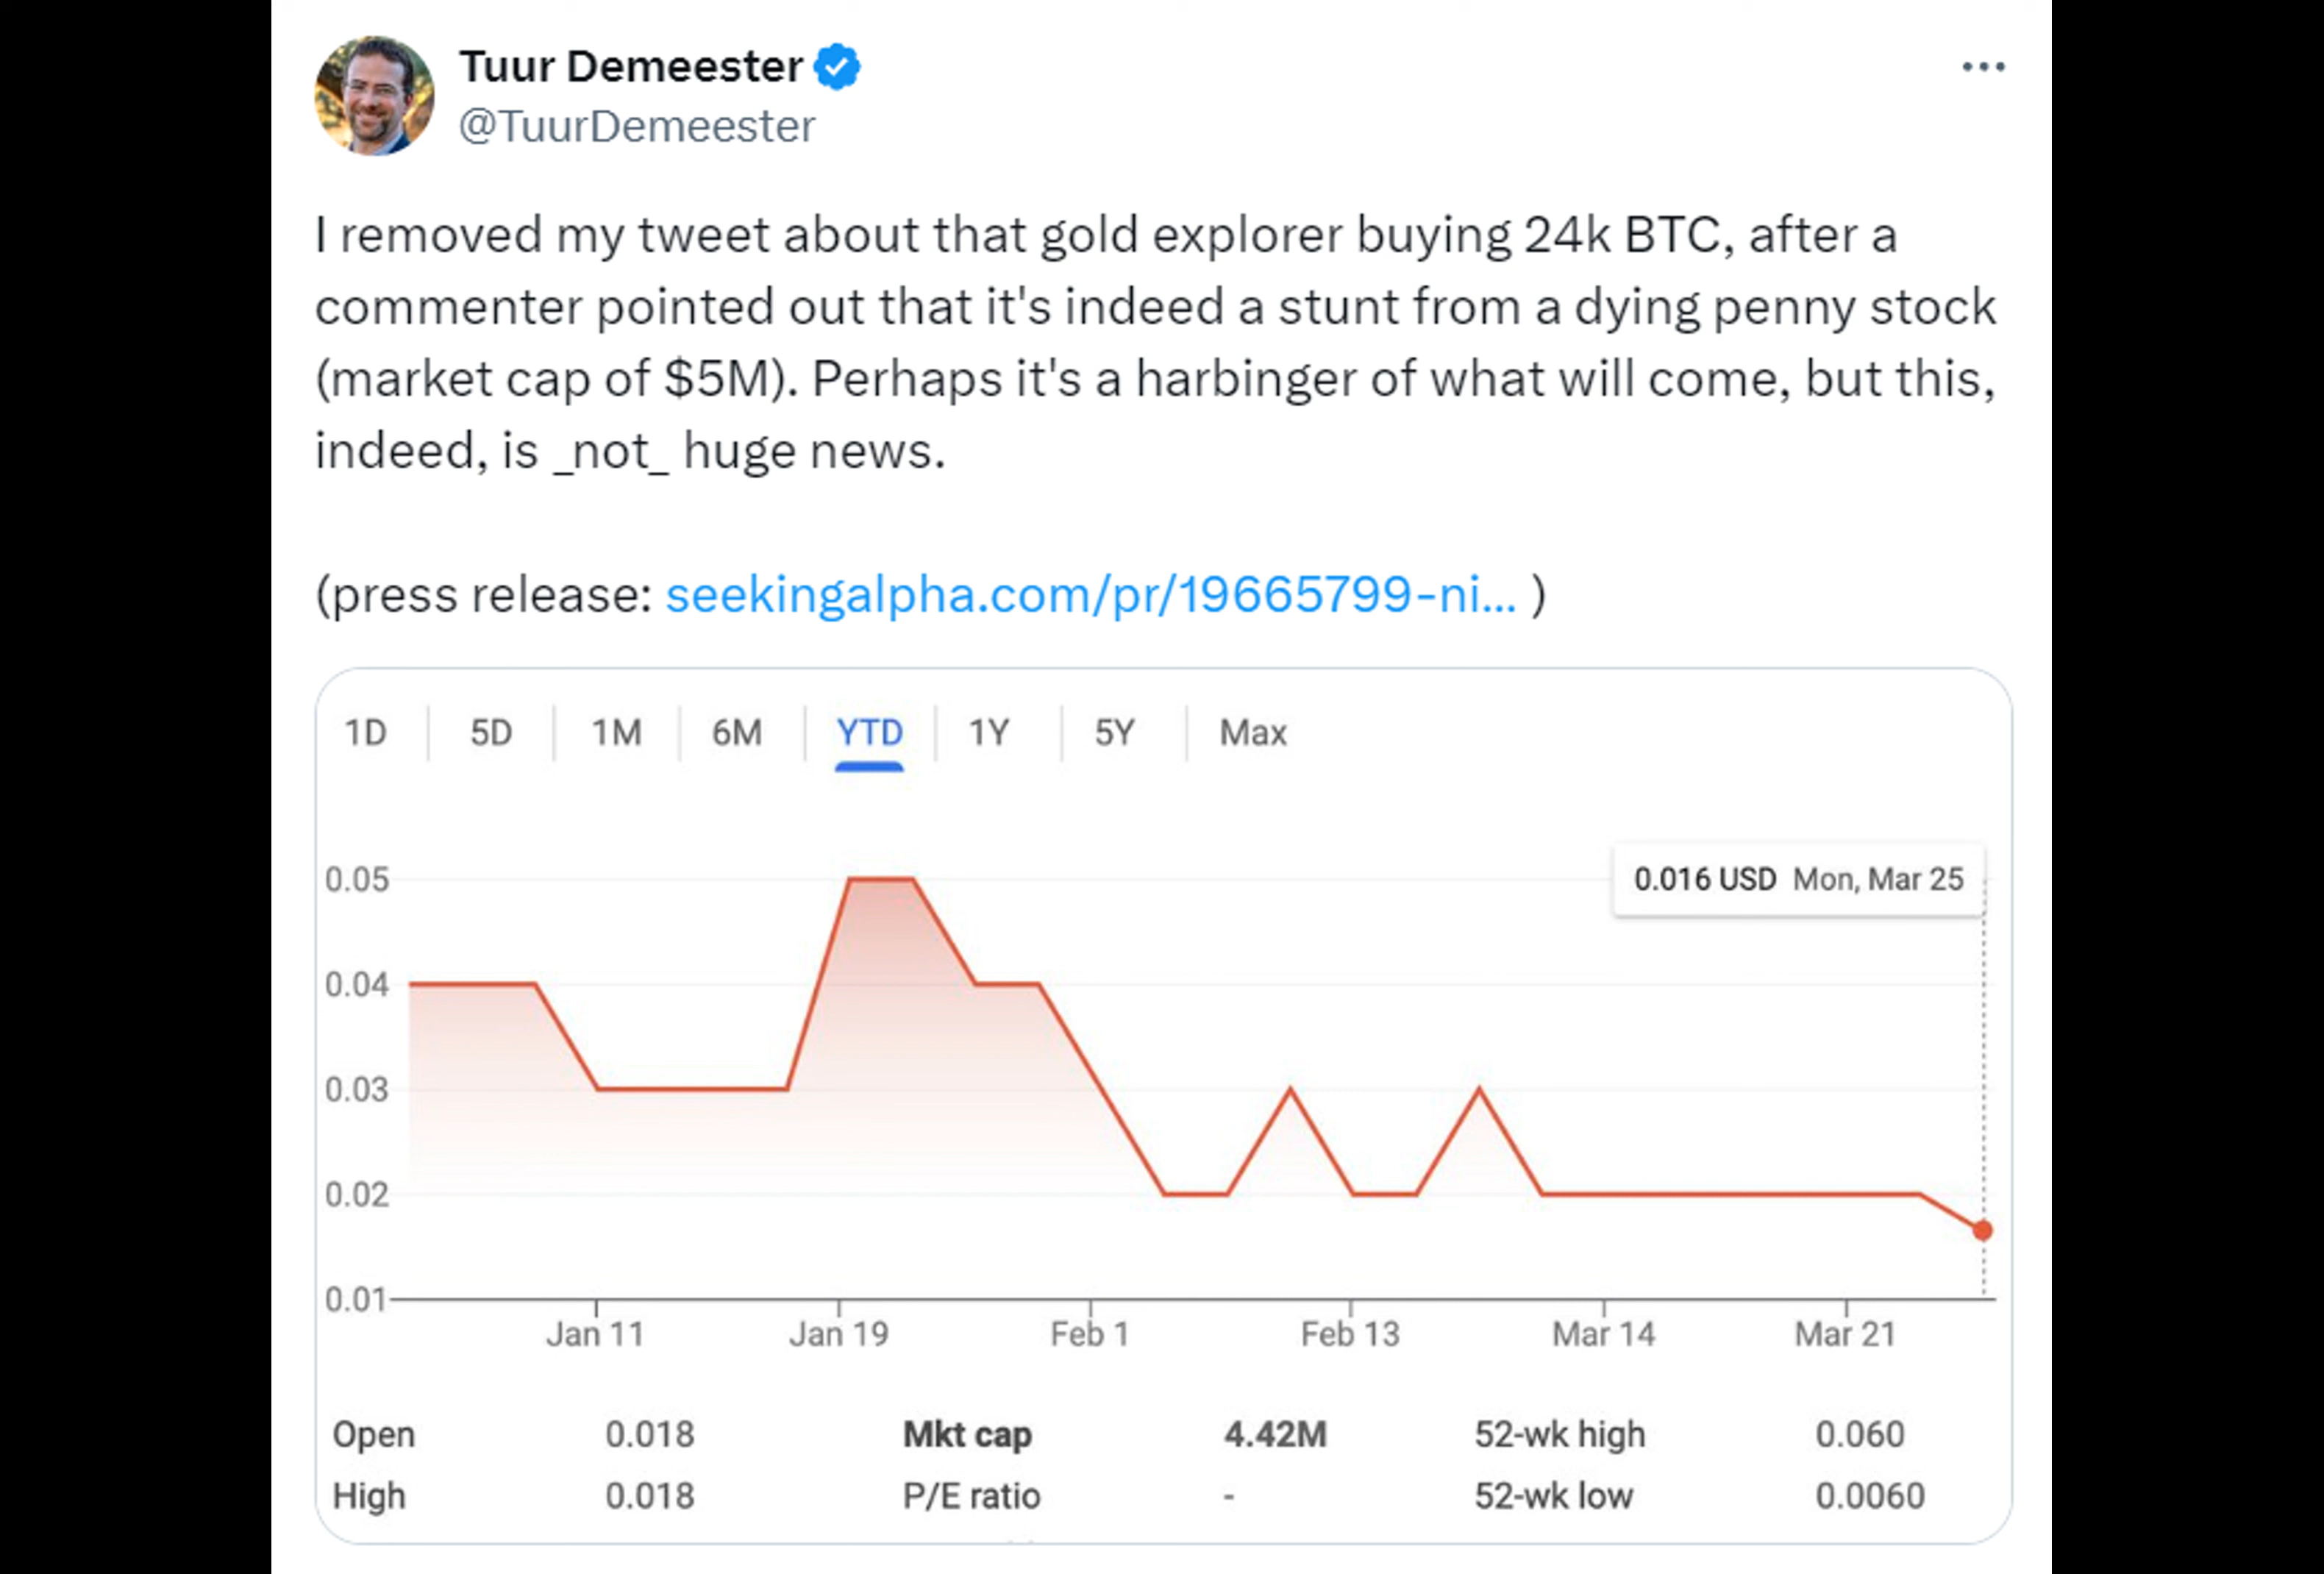 Tuur Demeester
@TuurDemeester
I removed my tweet about that gold explorer buying 24k BTC, after a
commenter pointed out that it's indeed a stunt from a dying penny stock
(market cap of $5M). Perhaps it's a harbinger of what will come, but this,
indeed, is _not_ huge news.
(press release: seekingalpha.com/pr/19665799-ni... )
1D 5D 1M 6M YTD 1Y 5Y Max
0.016 USD Mon, Mar 25
0.05
0.04
0.03
0.02
0.01
Jan 11 Jan 19 Feb 1 Feb 13 Mar 14 Mar 21
Open 0.018 Mkt cap 4.42M 52-wk high 0.060
High 0.018 P/E ratio - 52-wk low 0.0060